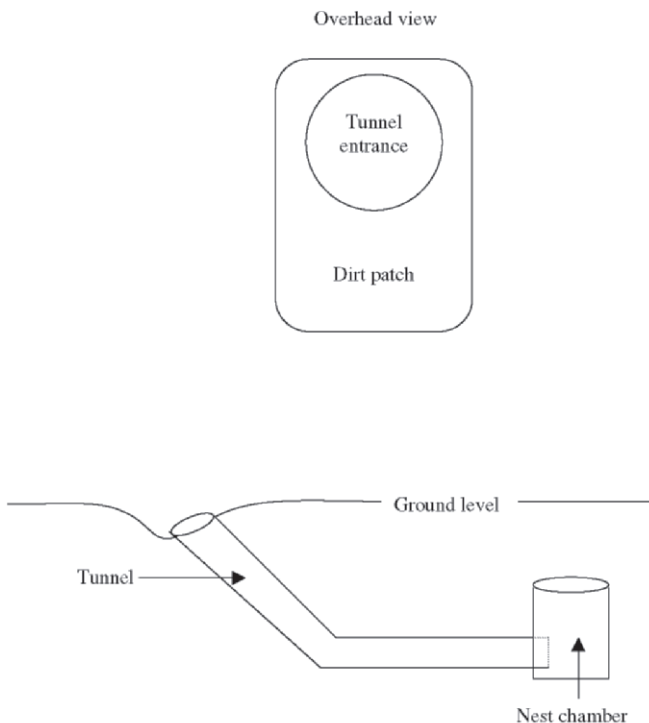 Overhead view
Tunnel
entrance
Dirt patch
Ground level
Tunnel
Nest chamber